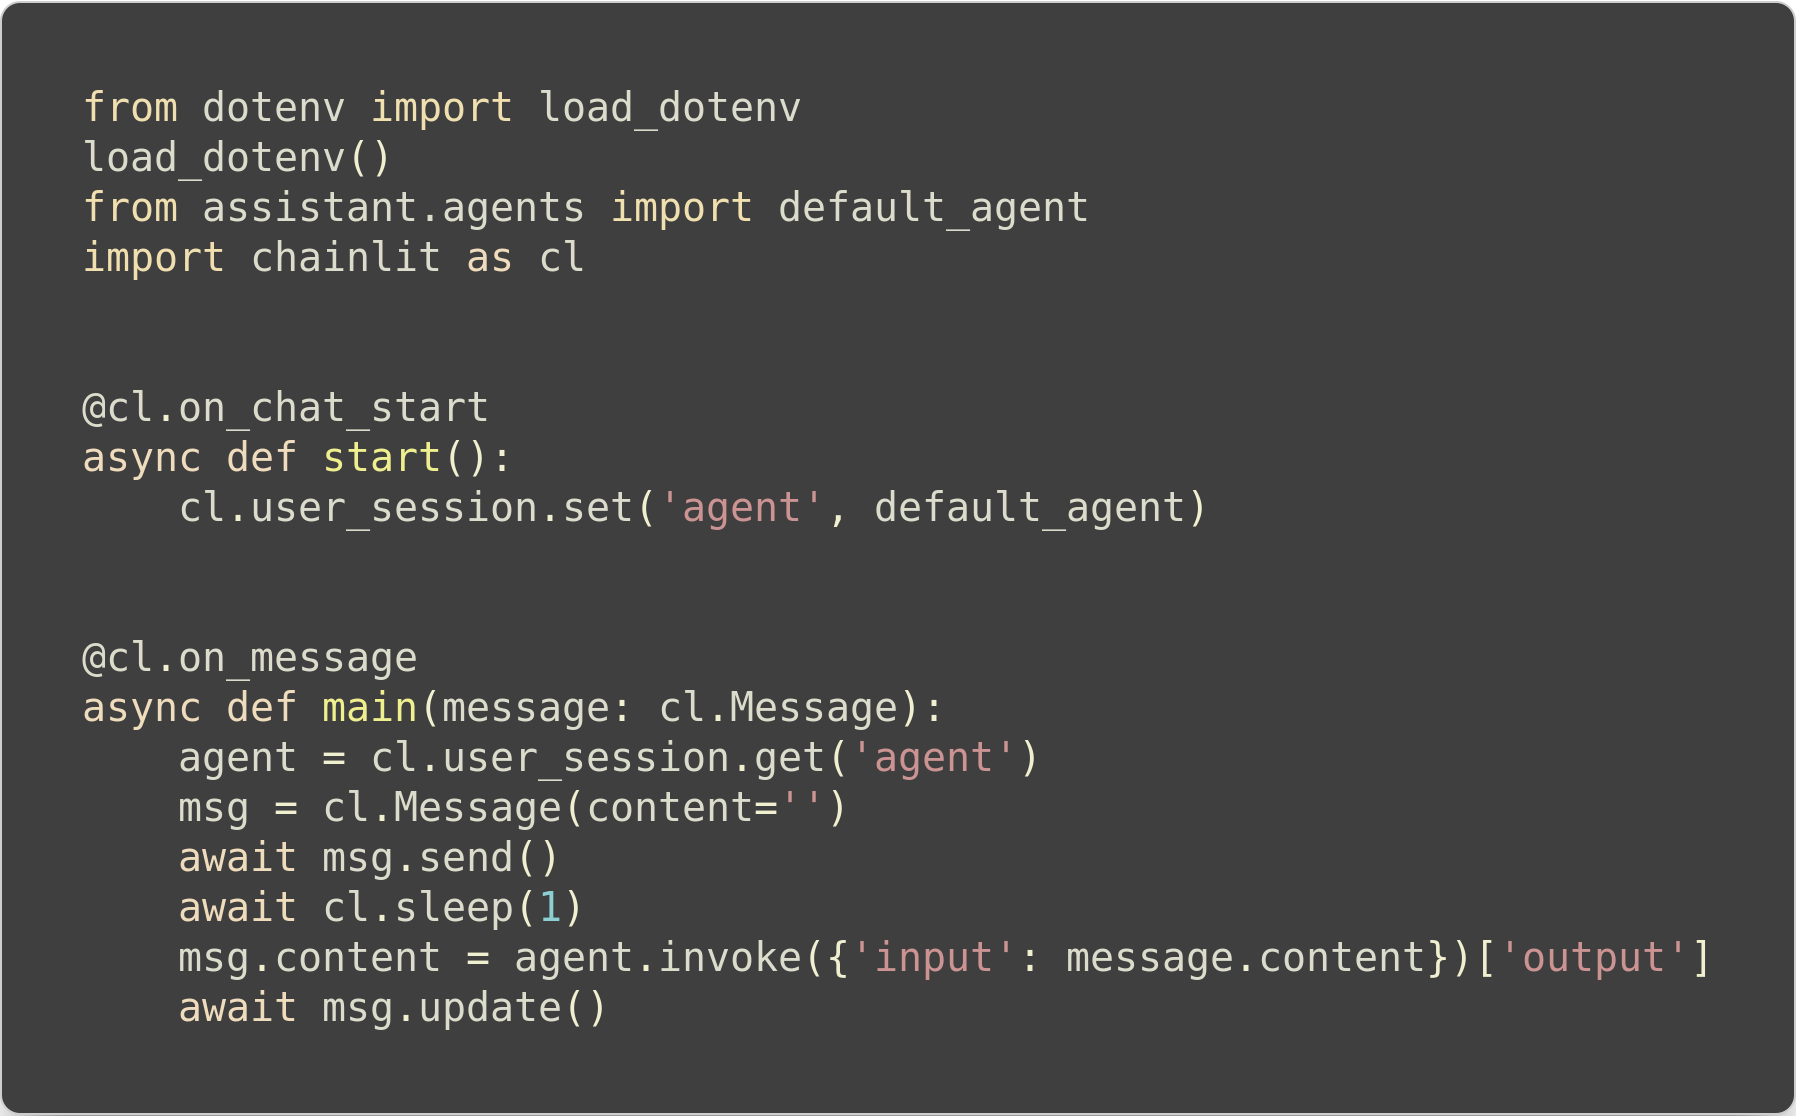 from dotenv import load_dotenv
load_dotenv()
from assistant.agents import default_agent
import chainlit as cl


@cl.on_chat_start
async def start():
    cl.user_session.set('agent', default_agent)


@cl.on_message
async def main(message: cl.Message):
    agent = cl.user_session.get('agent')
    msg = cl.Message(content='')
    await msg.send()
    await cl.sleep(1)
    msg.content = agent.invoke({'input': message.content})['output']
    await msg.update()